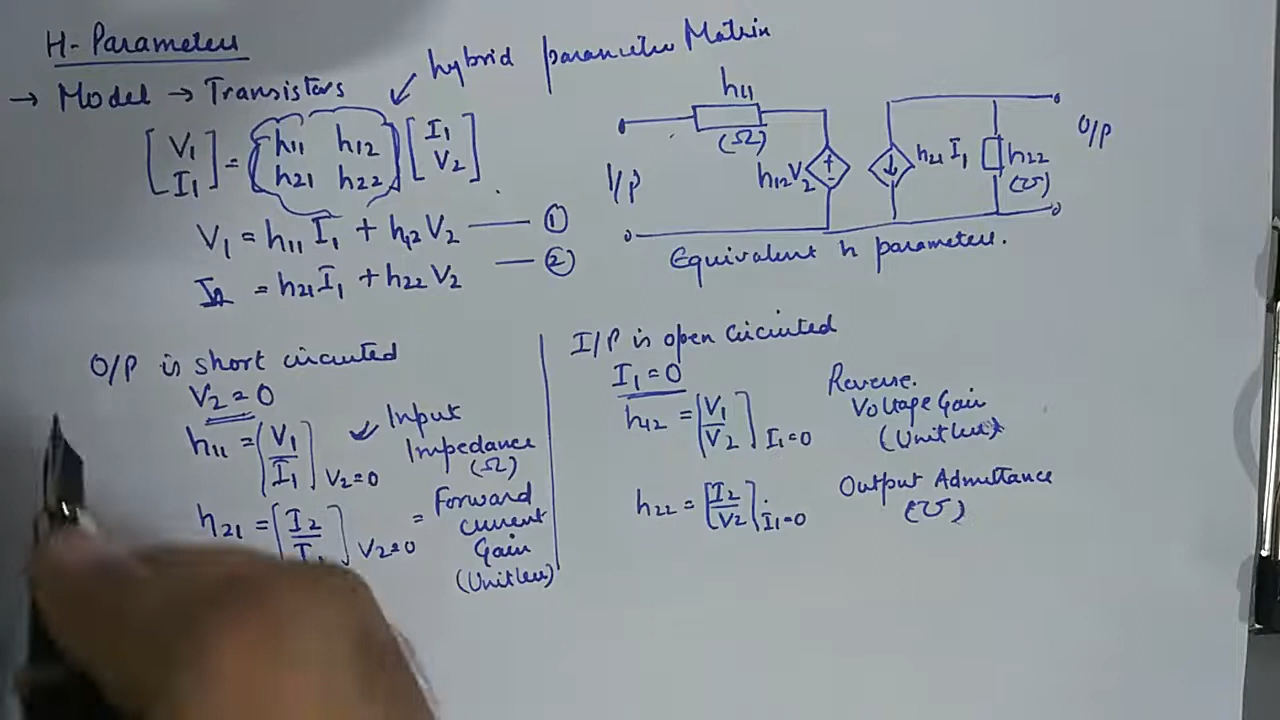 H-Parameters
→ Model → Transistors
hybrid parameter Matrix
[V1 I1] = [h11 h12 h21 h22] [I1 V2]
V1 = h11 I1 + h12 V2 —— ①
I2 = h21 I1 + h22 V2 — ②
h11
(Ω)
I/p
h12V2
+
-
h21 I1
h22
(℧)
O/P
Equivalent h parameters.
O/P is short circuited
V2 = 0
h11 = [V1/I1] V2=0
Input
Impedance
(Ω)
h21 = [I2/I1] V2=0
= Forward
current
Gain
(Unitless)
I/P is open circuited
I1 = 0
h12 = [V1/V2] I1=0
Reverse.
Voltage Gain
(Unitless)
h22 = [I2/V2] I1=0
Output Admittance
(℧)